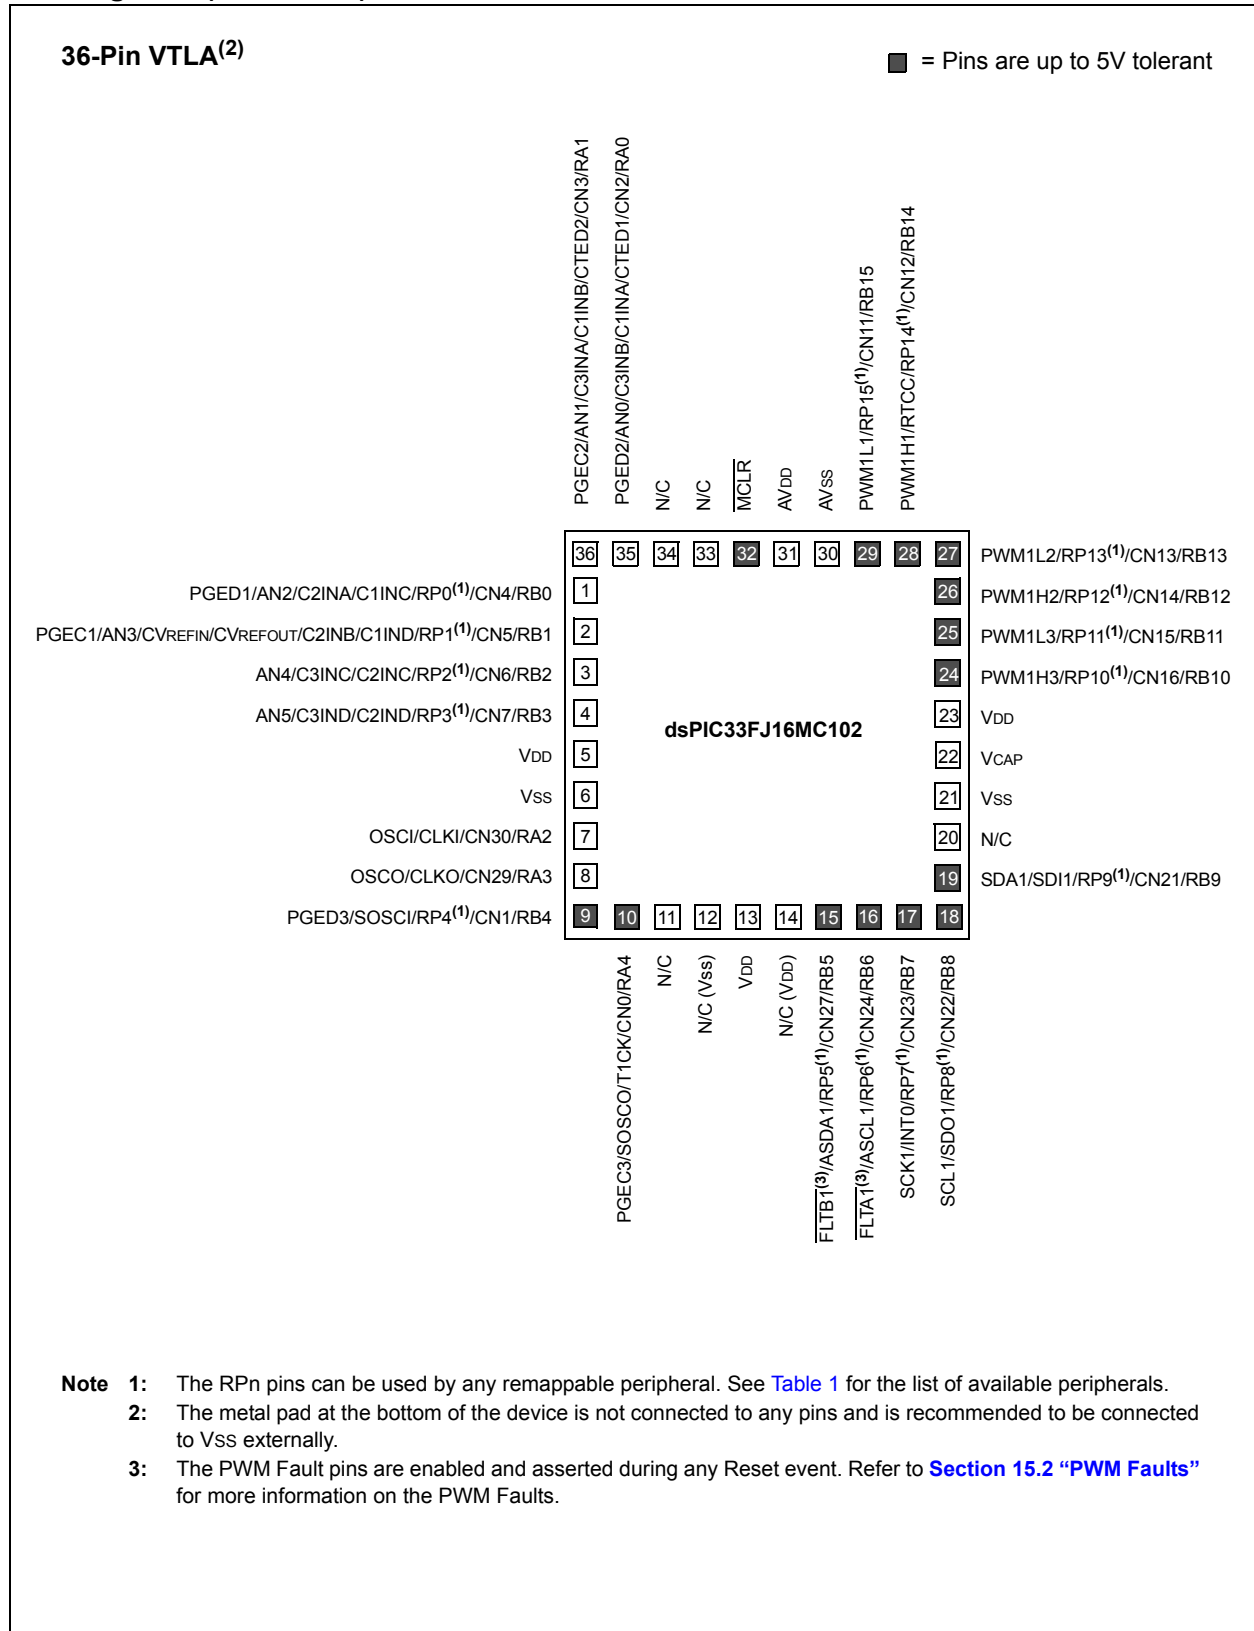 36-Pin VTLA(2)
= Pins are up to 5V tolerant
PGEC2/AN1/C3INA/C1INB/CTED2/CN3/RA1
PGED2/AN0/C3INB/C1INA/CTED1/CN2/RA0
N/C
N/C
MCLR
AVDD
AVSS
PWM1L1/RP15(1)/CN11/RB15
PWM1H1/RTCC/RP14(1)/CN12/RB14
36 35 34 33 32 31 30 29 28 27 PWM1L2/RP13(1)/CN13/RB13
PGED1/AN2/C2INA/C1INC/RP0(1)/CN4/RB0 1 26 PWM1H2/RP12(1)/CN14/RB12
PGEC1/AN3/CVREFIN/CVREFOUT/C2INB/C1IND/RP1(1)/CN5/RB1 2 25 PWM1L3/RP11(1)/CN15/RB11
AN4/C3INC/C2INC/RP2(1)/CN6/RB2 3 24 PWM1H3/RP10(1)/CN16/RB10
AN5/C3IND/C2IND/RP3(1)/CN7/RB3 4 dsPIC33FJ16MC102 23 VDD
VDD 5 22 VCAP
VSS 6 21 VSS
OSCI/CLKI/CN30/RA2 7 20 N/C
OSCO/CLKO/CN29/RA3 8 19 SDA1/SDI1/RP9(1)/CN21/RB9
PGED3/SOSCI/RP4(1)/CN1/RB4 9 10 11 12 13 14 15 16 17 18
PGEC3/SOSCO/T1CK/CN0/RA4
N/C
N/C (Vss)
VDD
N/C (VDD)
FLTB1(3)/ASDA1/RP5(1)/CN27/RB5
FLTA1(3)/ASCL1/RP6(1)/CN24/RB6
SCK1/INT0/RP7(1)/CN23/RB7
SCL1/SDO1/RP8(1)/CN22/RB8
Note 1: The RPn pins can be used by any remappable peripheral. See Table 1 for the list of available peripherals.
2: The metal pad at the bottom of the device is not connected to any pins and is recommended to be connected
to VSS externally.
3: The PWM Fault pins are enabled and asserted during any Reset event. Refer to Section 15.2 “PWM Faults”
for more information on the PWM Faults.